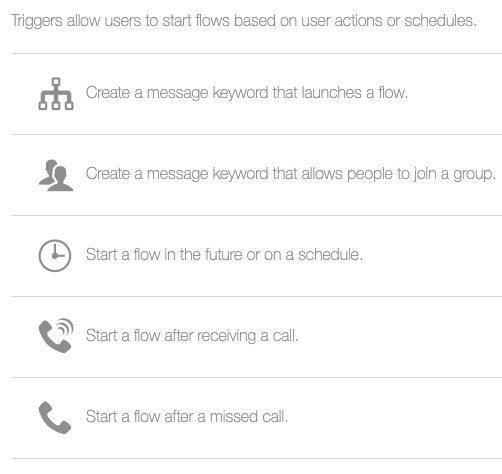 Triggers allow users to start flows based on user actions or schedules.
Create a message keyword that launches a flow.
Create a message keyword that allows people to join a group.
Start a flow in the future or on a schedule.
Start a flow after receiving a call.
Start a flow after a missed call.